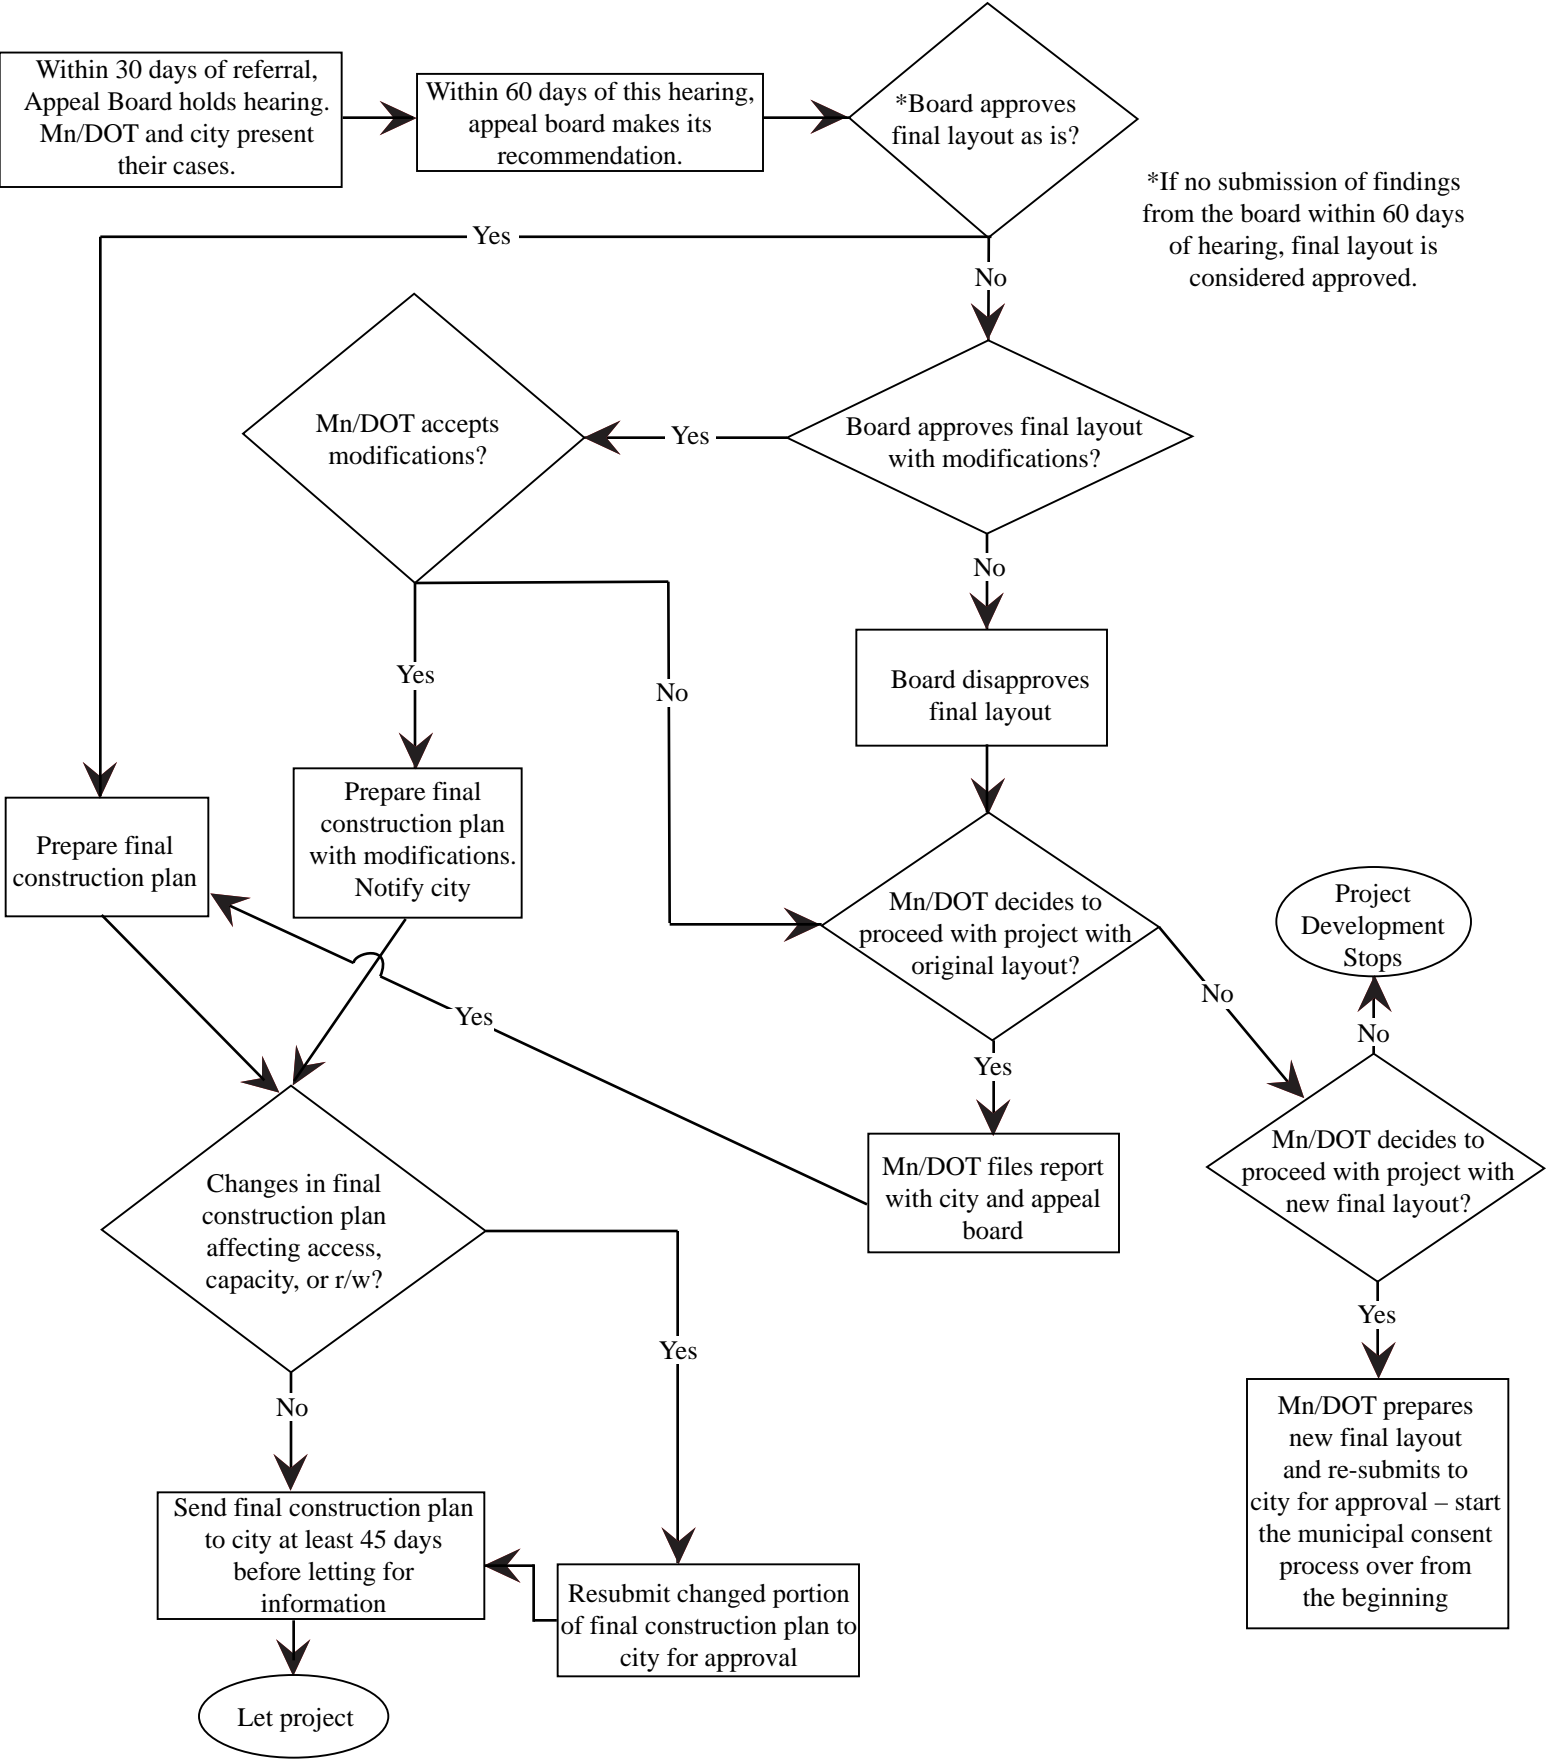 Within 30 days of referral,
Appeal Board holds hearing.
Mn/DOT and city present
their cases.
Within 60 days of this hearing,
appeal board makes its
recommendation.
*Board approves
final layout as is?
*If no submission of findings
from the board within 60 days
of hearing, final layout is
considered approved.
Yes
No
Mn/DOT accepts
modifications?
Yes
Board approves final layout
with modifications?
No
Yes
No
Board disapproves
final layout
Prepare final
construction plan
Prepare final
construction plan
with modifications.
Notify city
Mn/DOT decides to
proceed with project with
original layout?
Project
Development
Stops
No
Yes
No
Yes
Mn/DOT files report
with city and appeal
board
Mn/DOT decides to
proceed with project with
new final layout?
Changes in final
construction plan
affecting access,
capacity, or r/w?
Yes
Yes
No
Mn/DOT prepares
new final layout
and re-submits to
city for approval – start
the municipal consent
process over from
the beginning
Send final construction plan
to city at least 45 days
before letting for
information
Resubmit changed portion
of final construction plan to
city for approval
Let project